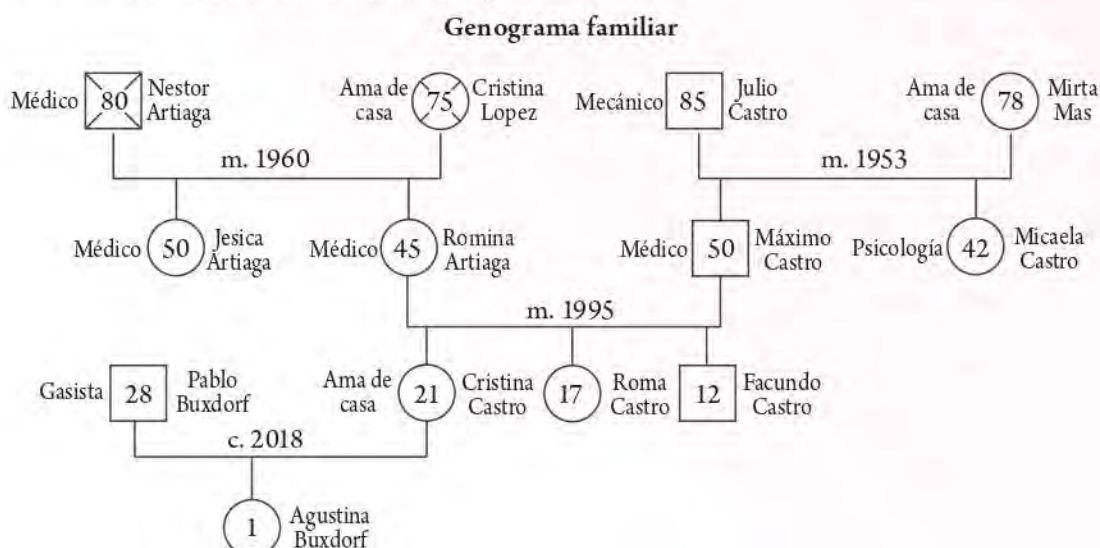 Genograma familiar
Médico 80 Nestor Artiaga
Ama de casa 75 Cristina Lopez
Mecánico 85 Julio Castro
Ama de casa 78 Mirta Mas
m. 1960
m. 1953
Médico 50 Jesica Artiaga
Médico 45 Romina Artiaga
Médico 50 Máximo Castro
Psicología 42 Micaela Castro
m. 1995
Gasista 28 Pablo Buxdorf
Ama de casa 21 Cristina Castro
17 Roma Castro
12 Facundo Castro
c. 2018
1 Agustina Buxdorf